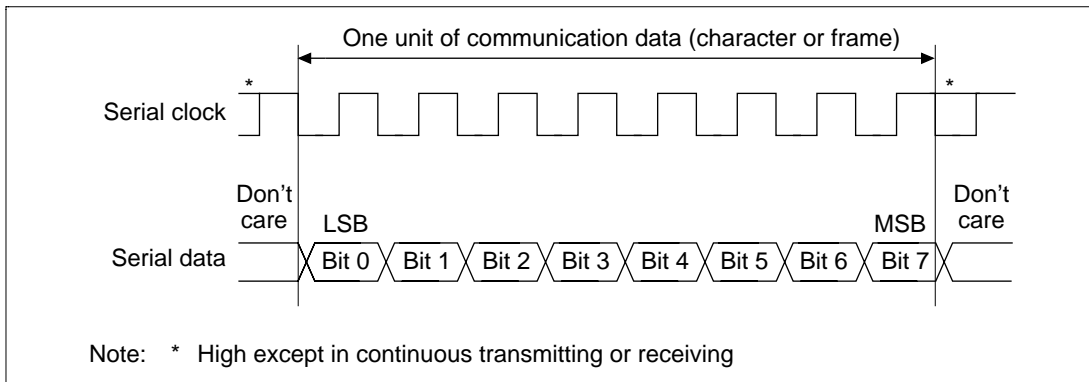 One unit of communication data (character or frame)
* *
Serial clock
Don't care Don't care
LSB MSB
Serial data Bit 0 Bit 1 Bit 2 Bit 3 Bit 4 Bit 5 Bit 6 Bit 7
Note: * High except in continuous transmitting or receiving